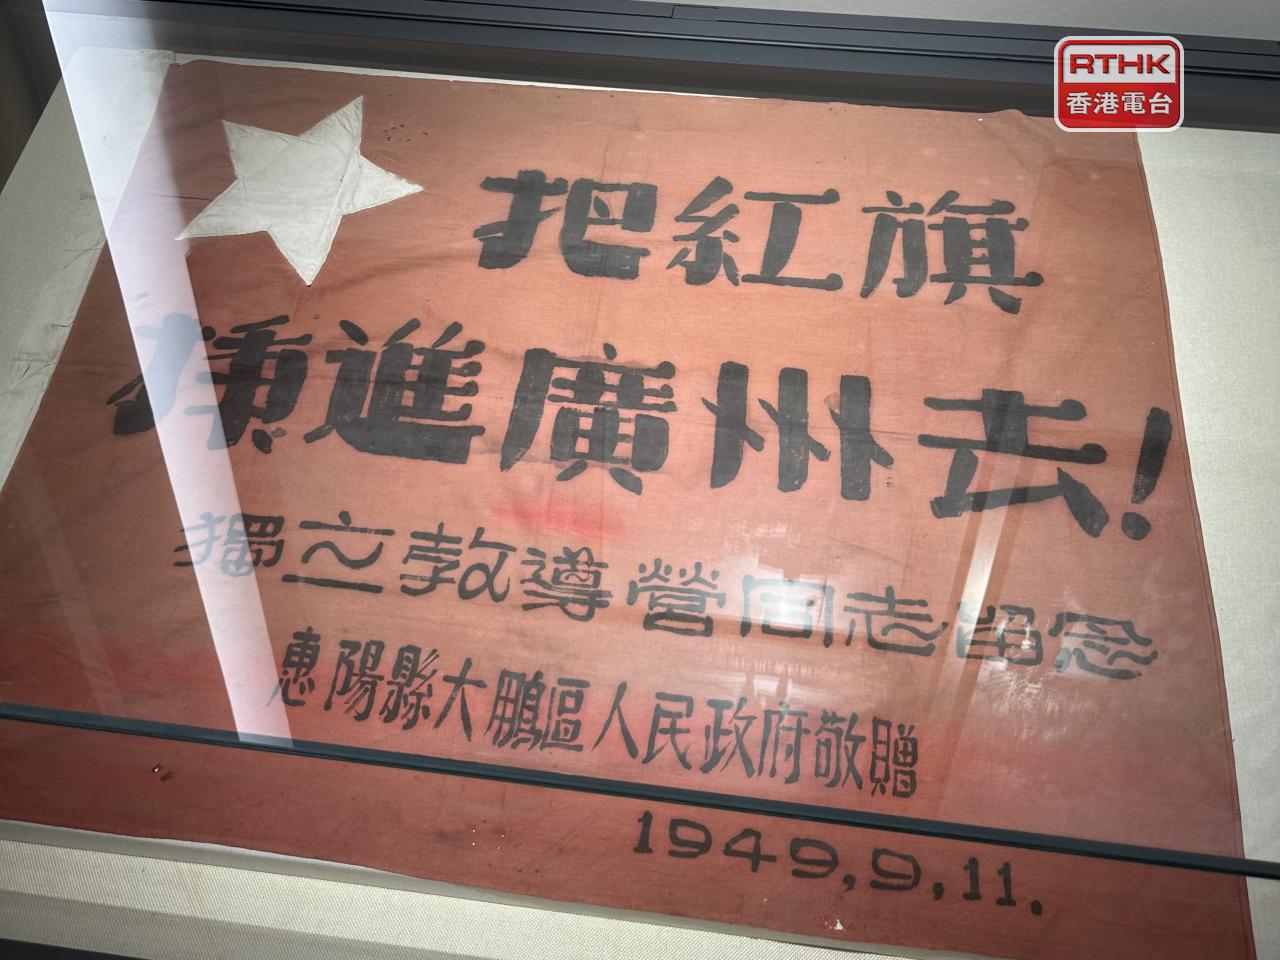 RTHK
香港電台
把紅旗
挿進廣州去!
獨立教導營同志留念
惠陽縣大鵬區人民政府敬贈
1949,9,11.